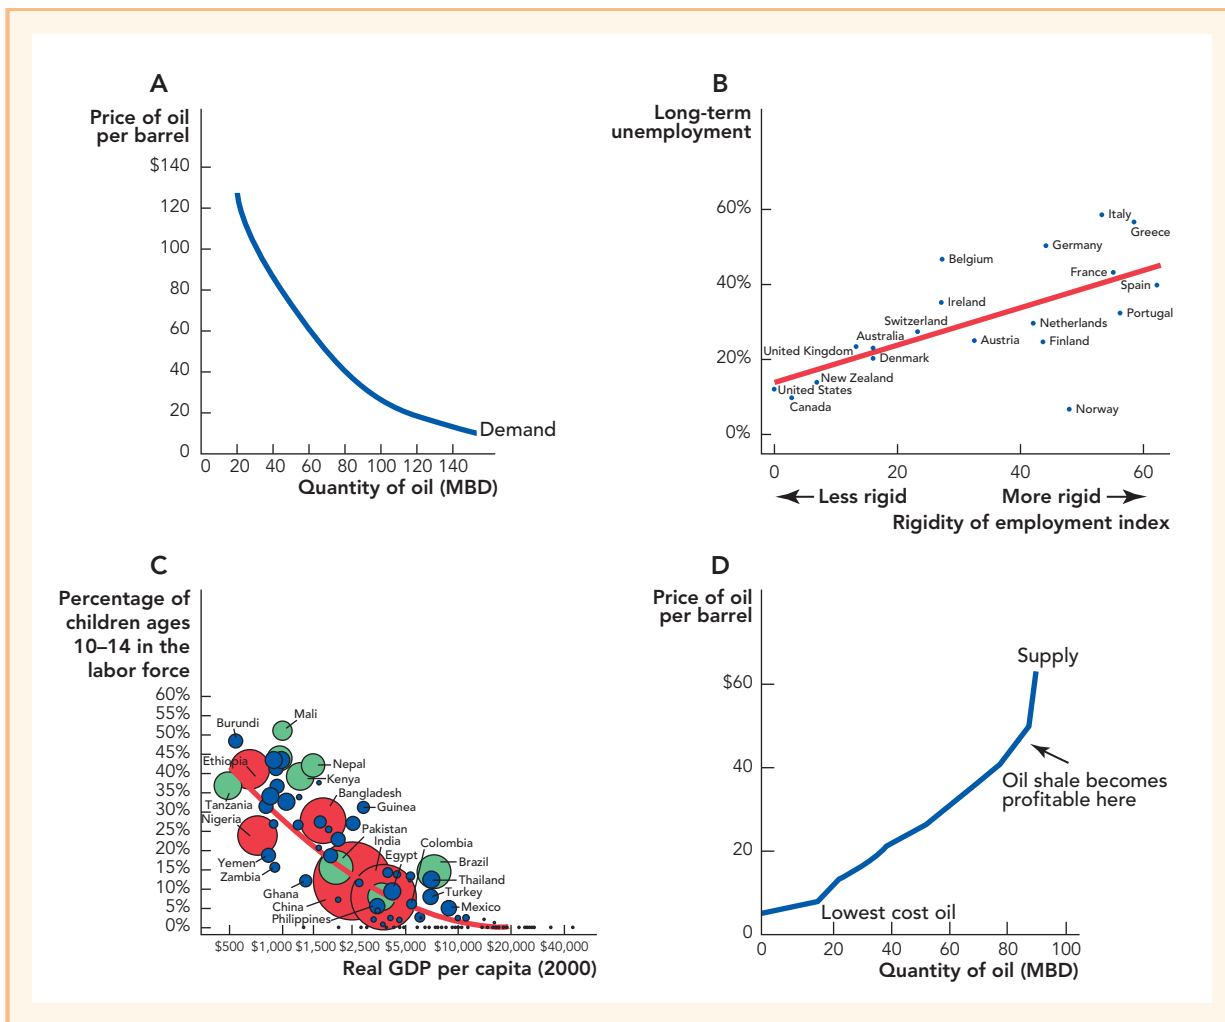 A
Price of oil
per barrel
$140
120
100
80
60
40
20
0
0 20 40 60 80 100 120 140
Demand
Quantity of oil (MBD)
B
Long-term
unemployment
60%
40%
20%
0%
Italy
Greece
Germany
Belgium
France
Spain
Ireland
Portugal
Switzerland
Netherlands
Australia
Austria
Finland
United Kingdom
Denmark
New Zealand
United States
Canada
Norway
0 20 40 60
Less rigid
More rigid
Rigidity of employment index
C
Percentage of
children ages
10–14 in the
labor force
60%
55%
50%
45%
40%
35%
30%
25%
20%
15%
10%
5%
0%
Mali
Burundi
Ethiopia
Nepal
Kenya
Bangladesh
Tanzania
Guinea
Nigeria
Pakistan
India
Colombia
Egypt
Yemen
Brazil
Zambia
Thailand
Ghana
Turkey
China
Mexico
Philippines
$500 $1,000 $1,500 $2,500 $5,000 $10,000 $20,000 $40,000
Real GDP per capita (2000)
D
Price of oil
per barrel
$60
40
20
0
Supply
Oil shale becomes
profitable here
Lowest cost oil
0 20 40 60 80 100
Quantity of oil (MBD)